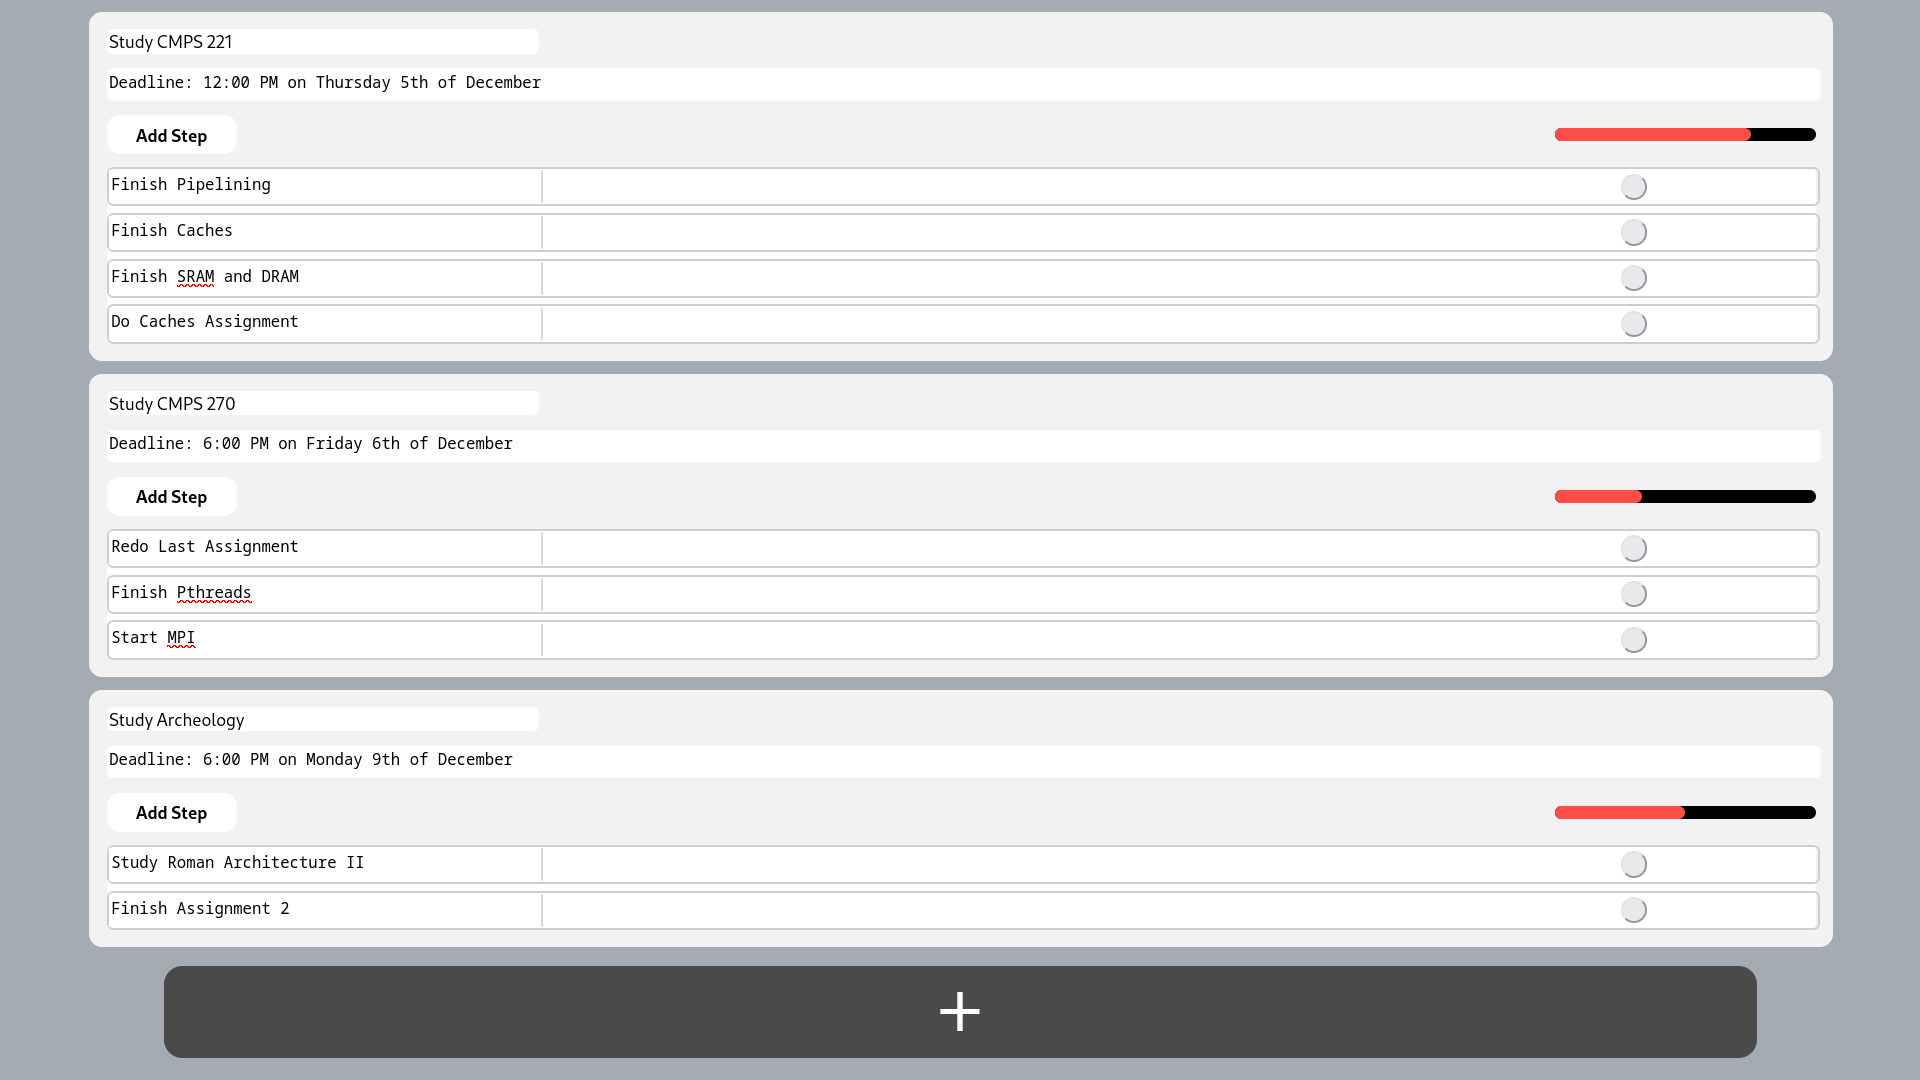 Study CMPS 221
Deadline: 12:00 PM on Thursday 5th of December
Add Step
Finish Pipelining
Finish Caches
Finish SRAM and DRAM
Do Caches Assignment
Study CMPS 270
Deadline: 6:00 PM on Friday 6th of December
Add Step
Redo Last Assignment
Finish Pthreads
Start MPI
Study Archeology
Deadline: 6:00 PM on Monday 9th of December
Add Step
Study Roman Architecture II
Finish Assignment 2
+